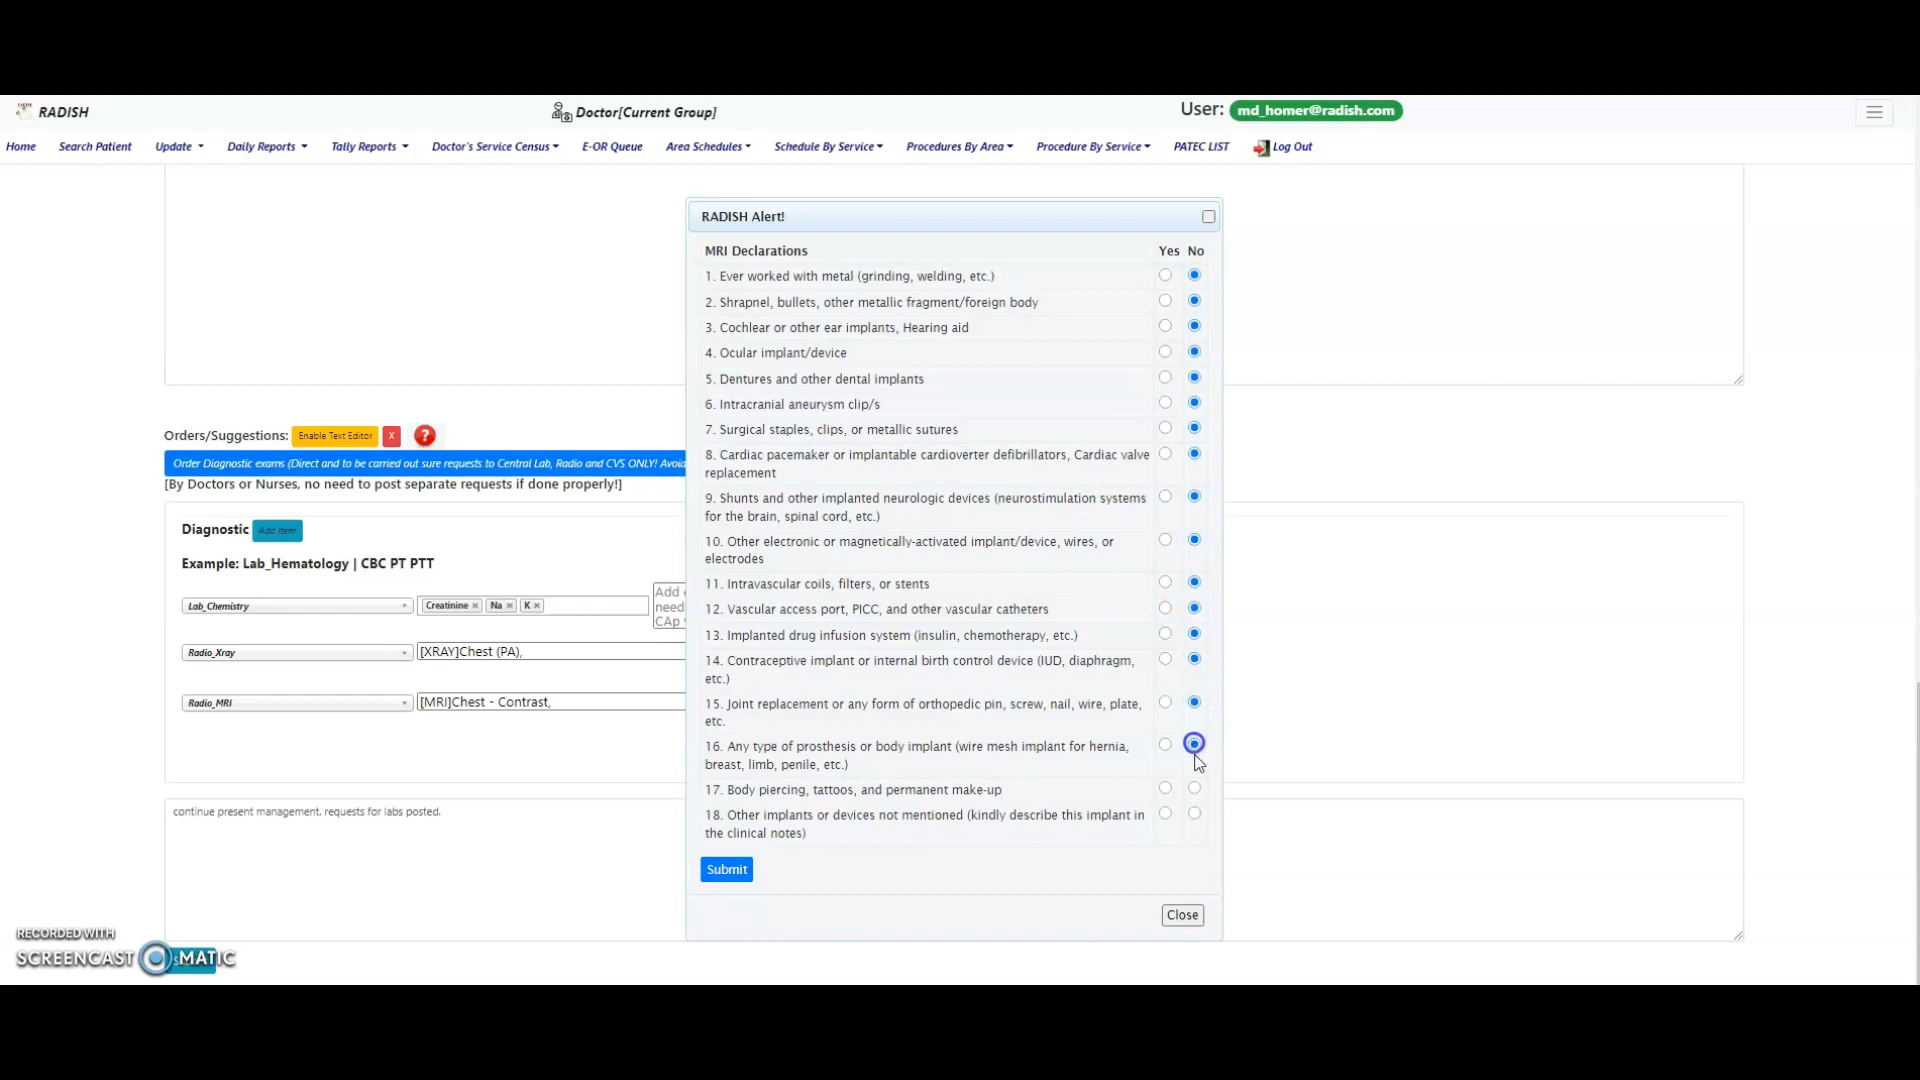 RADISH
Doctor[Current Group]
User: md_homer@radish.com
Home Search Patient Update Daily Reports Tally Reports Doctor's Service Census E-OR Queue Area Schedules Schedule By Service Procedures By Area Procedure By Service PATEC LIST Log Out
RADISH Alert!
MRI Declarations Yes No
1. Ever worked with metal (grinding, welding, etc.)
2. Shrapnel, bullets, other metallic fragment/foreign body
3. Cochlear or other ear implants, Hearing aid
4. Ocular implant/device
5. Dentures and other dental implants
6. Intracranial aneurysm clip/s
7. Surgical staples, clips, or metallic sutures
8. Cardiac pacemaker or implantable cardioverter defibrillators, Cardiac valve
replacement
9. Shunts and other implanted neurologic devices (neurostimulation systems
for the brain, spinal cord, etc.)
10. Other electronic or magnetically-activated implant/device, wires, or
electrodes
11. Intravascular coils, filters, or stents
12. Vascular access port, PICC, and other vascular catheters
13. Implanted drug infusion system (insulin, chemotherapy, etc.)
14. Contraceptive implant or internal birth control device (IUD, diaphragm,
etc.)
15. Joint replacement or any form of orthopedic pin, screw, nail, wire, plate,
etc.
16. Any type of prosthesis or body implant (wire mesh implant for hernia,
breast, limb, penile, etc.)
17. Body piercing, tattoos, and permanent make-up
18. Other implants or devices not mentioned (kindly describe this implant in
the clinical notes)
Submit
Close
Orders/Suggestions: Enable Text Editor X ?
Order Diagnostic exams (Direct and to be carried out sure requests to Central Lab, Radio and CVS ONLY! Avoid
[By Doctors or Nurses, no need to post separate requests if done properly!]
Diagnostic Add Item
Example: Lab_Hematology | CBC PT PTT
Lab_Chemistry Creatinine × Na × K × Add
need
CAp
Radio_Xray [XRAY]Chest (PA),
Radio_MRI [MRI]Chest - Contrast,
continue present management. requests for labs posted.
RECORDED WITH
SCREENCAST MATIC